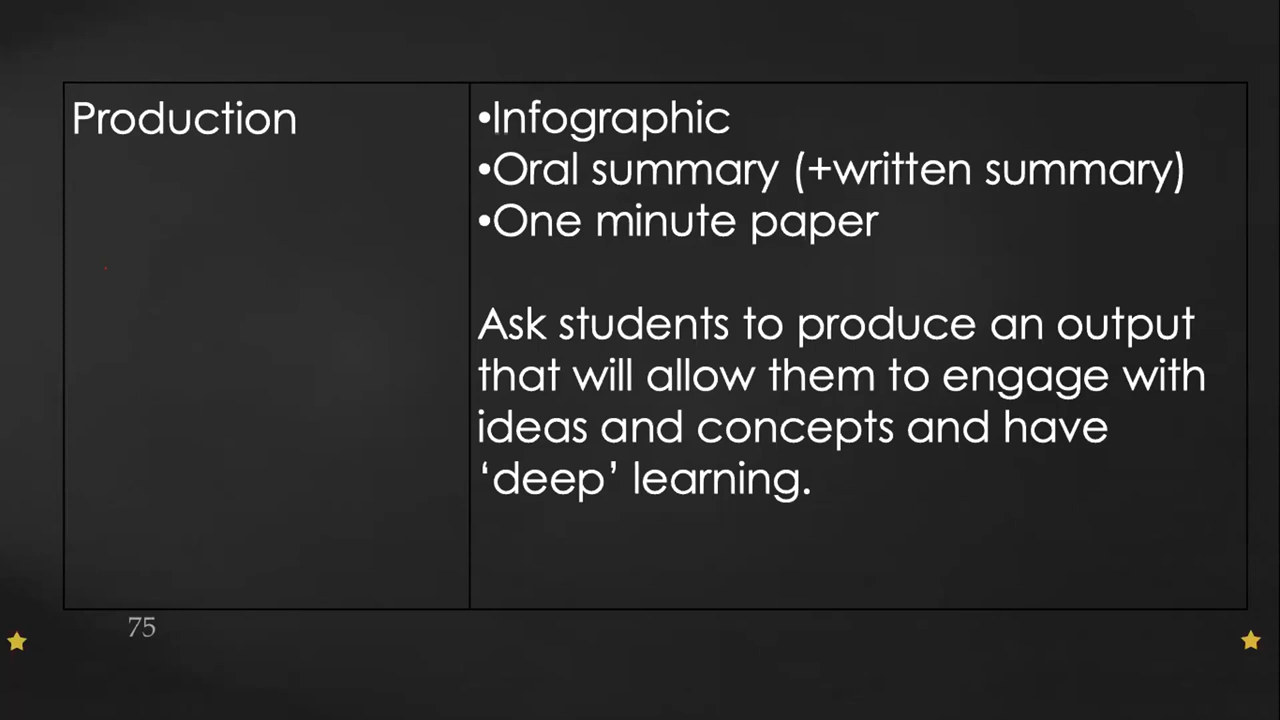 Production
•Infographic
•Oral summary (+written summary)
•One minute paper
Ask students to produce an output
that will allow them to engage with
ideas and concepts and have
‘deep’ learning.
75